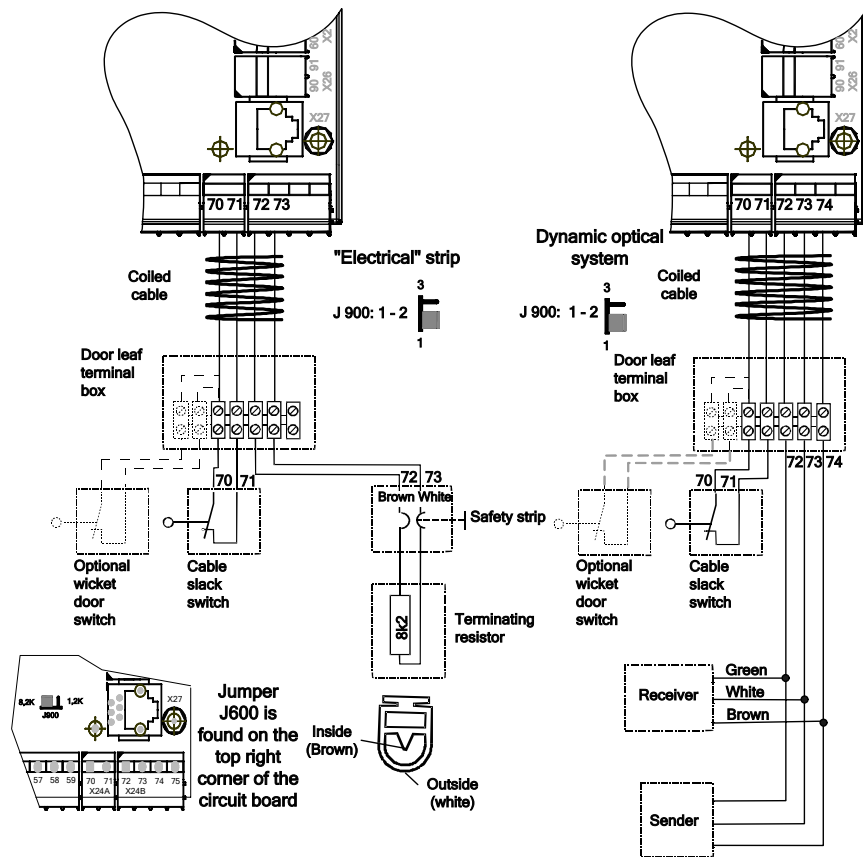 60
X2
90 91
X26
X27
70 71 72 73
"Electrical" strip
Coiled
cable
3
J 900: 1 - 2
1
Door leaf
terminal
box
70 71
72 73
Brown White
Safety strip
Optional
wicket
door
switch
Cable
slack
switch
8k2
Terminating
resistor
8,2K
1,2K
J900
X27
57 58 59 70 71 72 73 74 75
X24A X24B
Jumper
J600 is
found on the
top right
corner of the
circuit board
Inside
(Brown)
Outside
(white)
60
X2
90 91
X26
X27
70 71 72 73 74
Dynamic optical
system
Coiled
cable
3
J 900: 1 - 2
1
Door leaf
terminal
box
72 73 74
70 71
Optional
wicket
door
switch
Cable
slack
switch
Receiver
Green
White
Brown
Sender